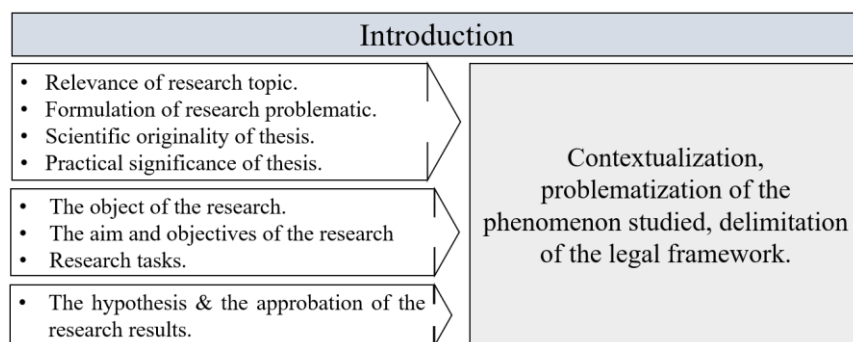 Introduction
• Relevance of research topic.
• Formulation of research problematic.
• Scientific originality of thesis.
• Practical significance of thesis.
• The object of the research.
• The aim and objectives of the research
• Research tasks.
• The hypothesis & the approbation of the
research results.
Contextualization,
problematization of the
phenomenon studied, delimitation
of the legal framework.